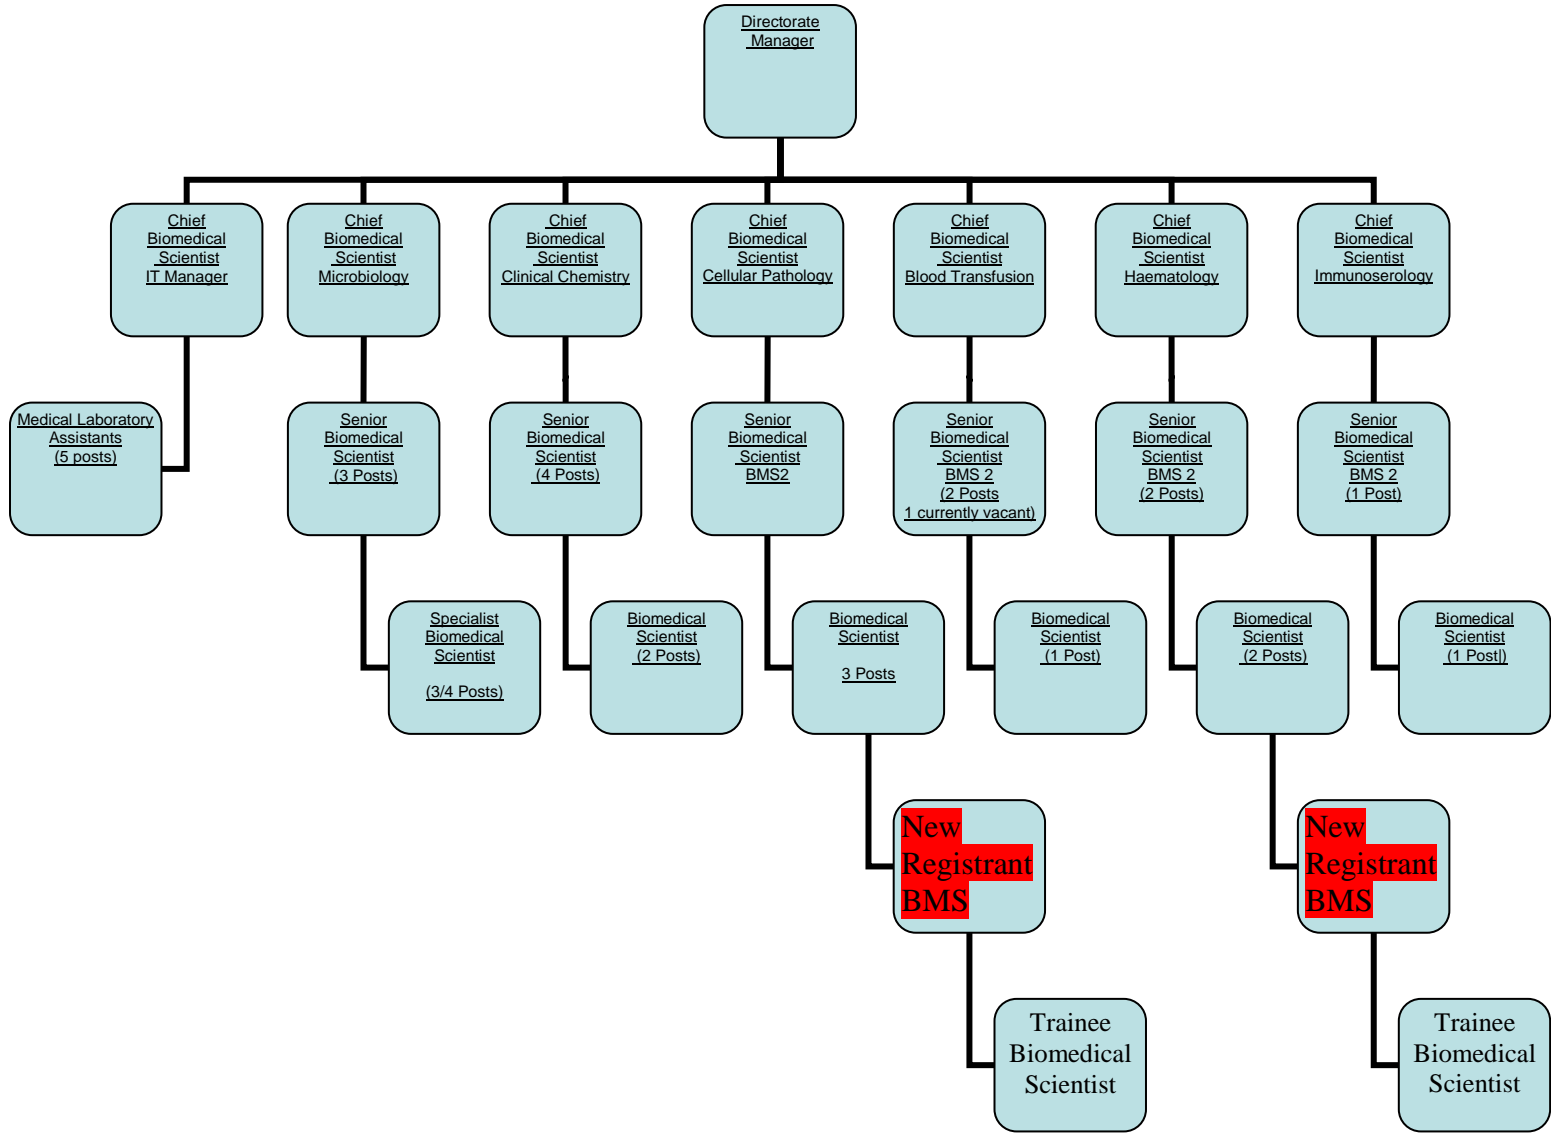 Directorate
Manager
Chief
Biomedical
Scientist
IT Manager
Chief
Biomedical
Scientist
Microbiology
Chief
Biomedical
Scientist
Clinical Chemistry
Chief
Biomedical
Scientist
Cellular Pathology
Chief
Biomedical
Scientist
Blood Transfusion
Chief
Biomedical
Scientist
Haematology
Chief
Biomedical
Scientist
Immunoserology
Medical Laboratory
Assistants
(5 posts)
Senior
Biomedical
Scientist
(3 Posts)
Senior
Biomedical
Scientist
(4 Posts)
Senior
Biomedical
Scientist
BMS2
Senior
Biomedical
Scientist
BMS 2
(2 Posts
1 currently vacant)
Senior
Biomedical
Scientist
BMS 2
(2 Posts)
Senior
Biomedical
Scientist
BMS 2
(1 Post)
Specialist
Biomedical
Scientist
(3/4 Posts)
Biomedical
Scientist
(2 Posts)
Biomedical
Scientist
3 Posts
Biomedical
Scientist
(1 Post)
Biomedical
Scientist
(2 Posts)
Biomedical
Scientist
(1 Post|)
New
Registrant
BMS
New
Registrant
BMS
Trainee
Biomedical
Scientist
Trainee
Biomedical
Scientist